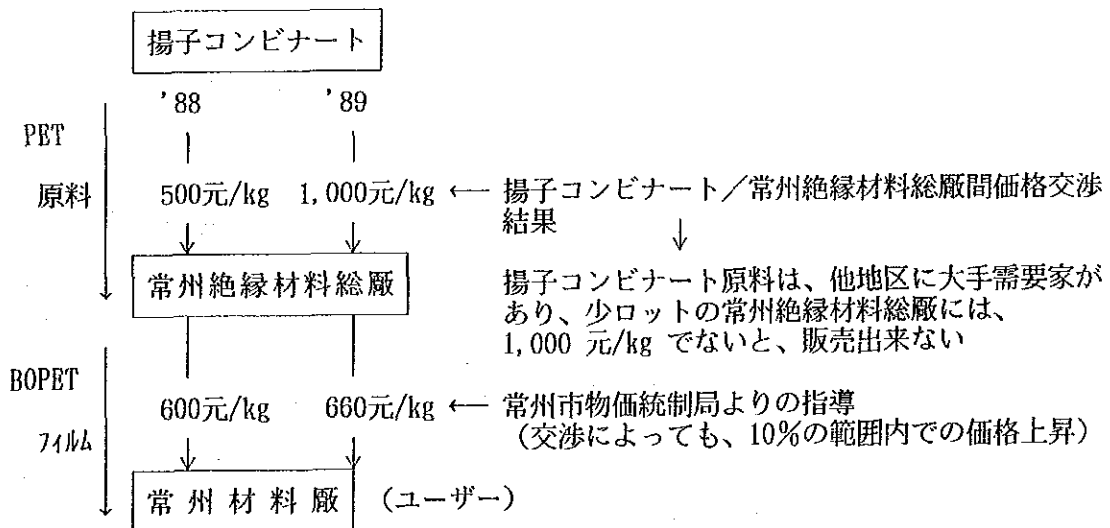 揚子コンビナート
'88 '89
PET
原料
500元/kg 1,000元/kg ← 揚子コンビナート／常州絶縁材料総厰間価格交渉
結果
↓
常州絶縁材料総厰
揚子コンビナート原料は、他地区に大手需要家が
あり、少ロットの常州絶縁材料総厰には、
1,000 元/kg でないと、販売出来ない
BOPET
フィルム
600元/kg 660元/kg ← 常州市物価統制局よりの指導
（交渉によっても、10%の範囲内での価格上昇）
常州材料厰 （ユーザー）